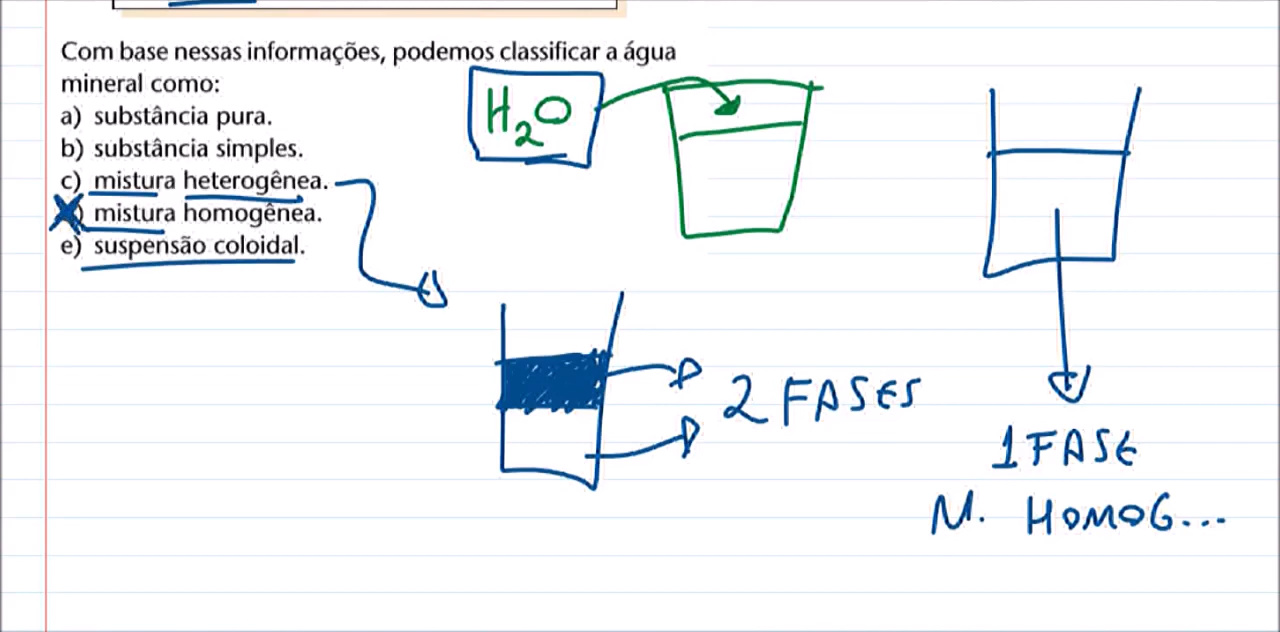 Com base nessas informações, podemos classificar a água
mineral como:
a) substância pura.
b) substância simples.
c) mistura heterogênea.
) mistura homogênea.
e) suspensão coloidal.
H2O
2 FASES
1 FASE
M. HOMOG...